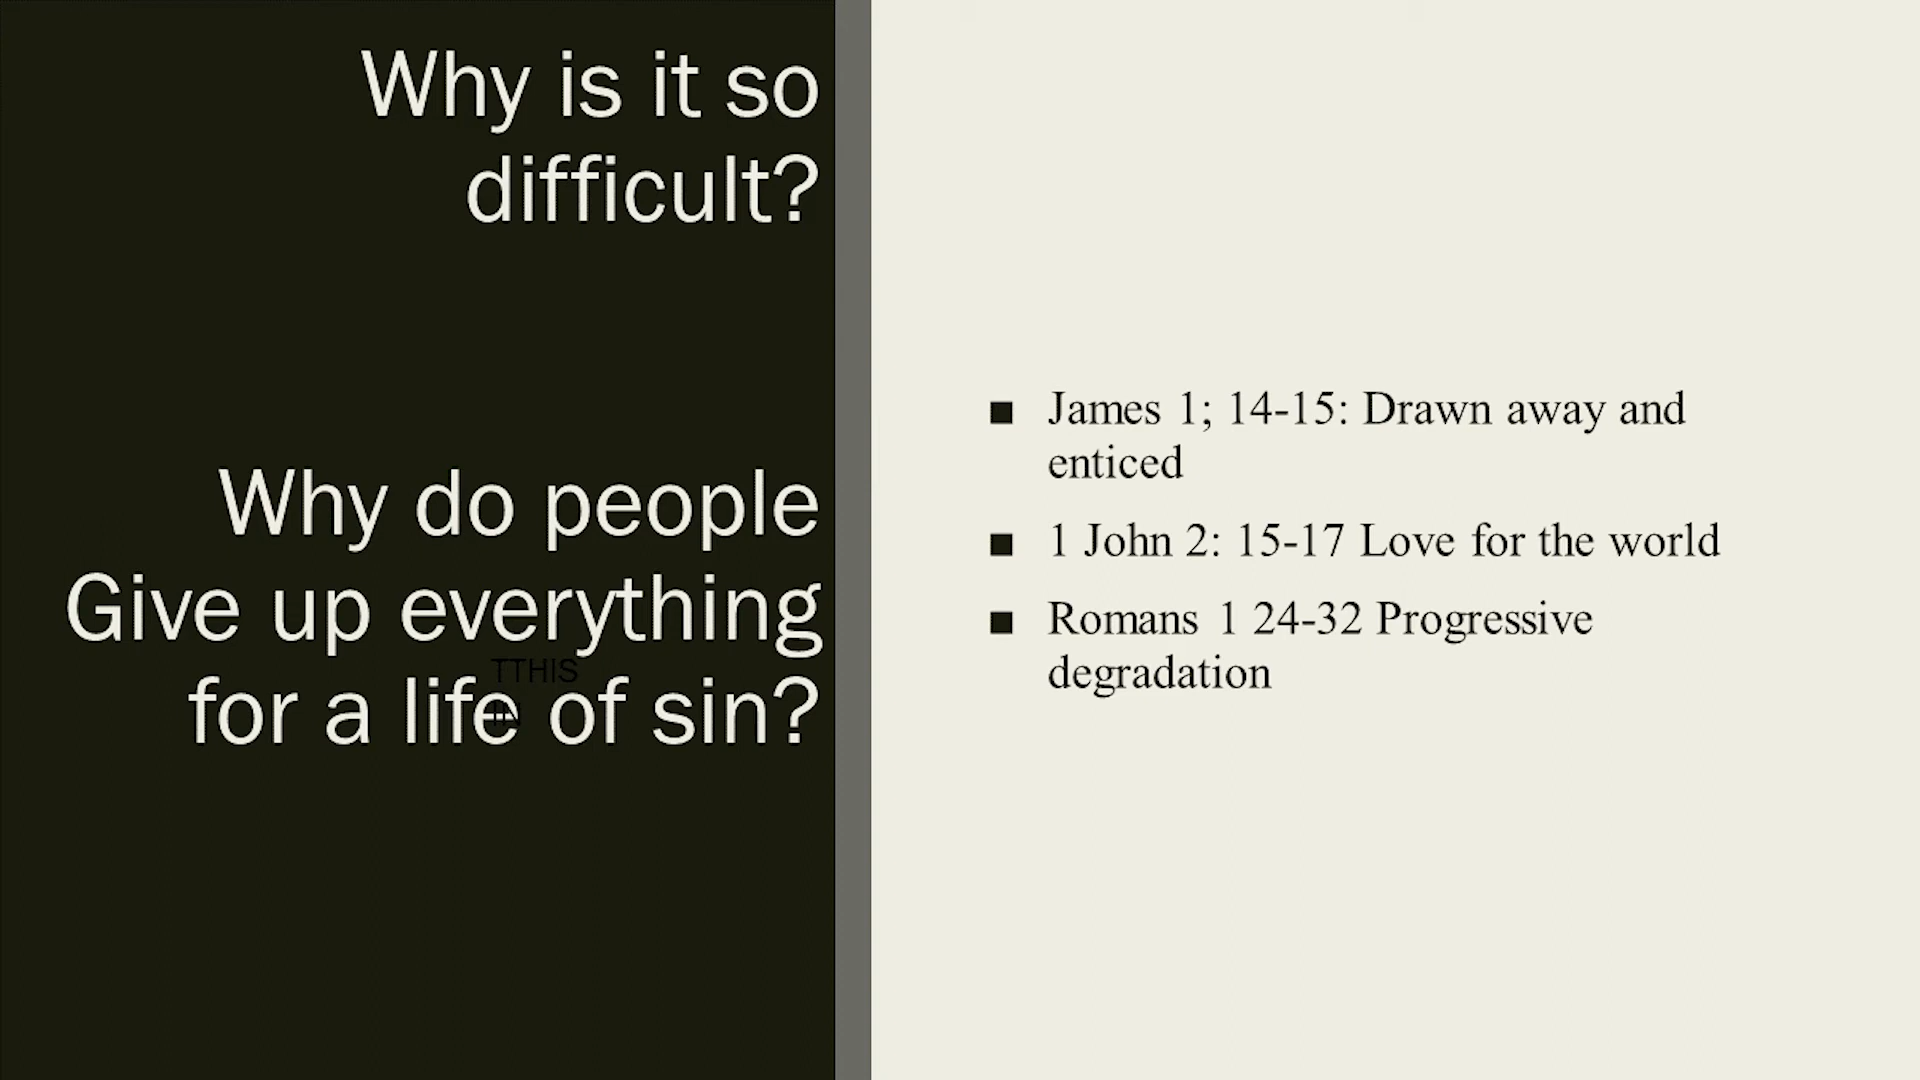 Why is it so
difficult?
Why do people
Give up everything
TTHIS
for a life of sin?
IN
■ James 1; 14-15: Drawn away and
enticed
■ 1 John 2: 15-17 Love for the world
■ Romans 1 24-32 Progressive
degradation